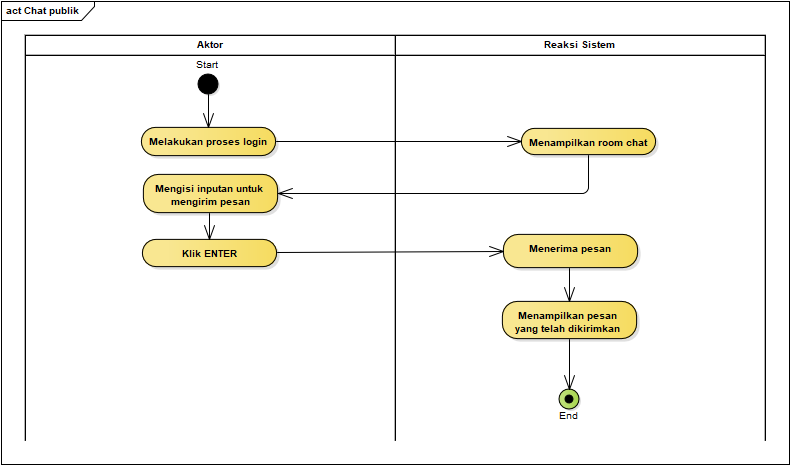 act Chat publik
Aktor
Reaksi Sistem
Start
Melakukan proses login
Menampilkan room chat
Mengisi inputan untuk
mengirim pesan
Klik ENTER
Menerima pesan
Menampilkan pesan
yang telah dikirimkan
End